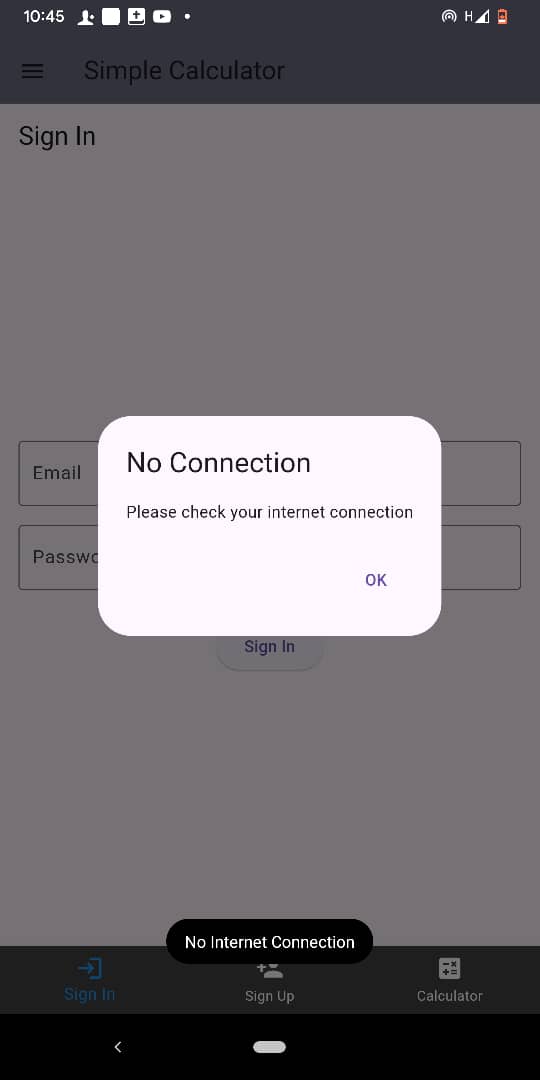 10:45
H
Simple Calculator
Sign In
Email
No Connection
Please check your internet connection
Passwo
OK
Sign In
No Internet Connection
Sign In
Sign Up
Calculator